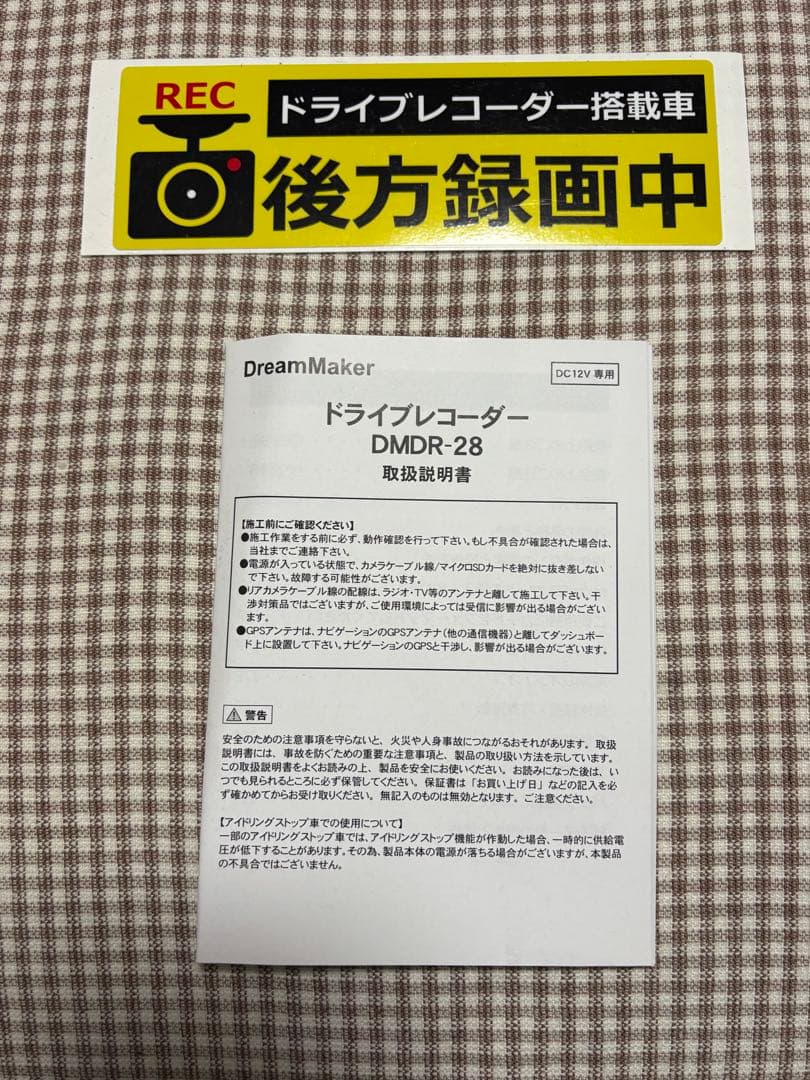 REC
ドライブレコーダー搭載車
後方録画中
DreamMaker
DC12V 専用
ドライブレコーダー
DMDR-28
取扱説明書
【施工前にご確認ください】
●施工作業をする前に必ず、動作確認を行って下さい。もし不具合が確認された場合は、
当社までご連絡下さい。
●電源が入っている状態で、カメラケーブル線/マイクロSDカードを絶対に抜き差ししない
で下さい。故障する可能性がございます。
●リアカメラケーブル線の配線は、ラジオ・TV等のアンテナと離して施工して下さい。干
渉対策品ではございますが、ご使用環境によっては受信に影響が出る場合がござい
ます。
●GPSアンテナは、ナビゲーションのGPSアンテナ(他の通信機器)と離してダッシュボー
ド上に設置して下さい。ナビゲーションのGPSと干渉し、影響が出る場合がございます。
警告
安全のための注意事項を守らないと、火災や人身事故につながるおそれがあります。取扱
説明書には、事故を防ぐための重要な注意事項と、製品の取り扱い方法を示しています。
この取扱説明書をよくお読みの上、製品を安全にお使いください。お読みになった後は、い
つでも見られるところに必ず保管してください。保証書は「お買い上げ日」などの記入を必
ず確かめてからお受け取りください。無記入のものは無効となります。ご注意ください。
【アイドリングストップ車での使用について】
一部のアイドリングストップ車では、アイドリングストップ機能が作動した場合、一時的に供給電
圧が低下することがあります。その為、製品本体の電源が落ちる場合がございますが、本製品
の不具合ではございません。